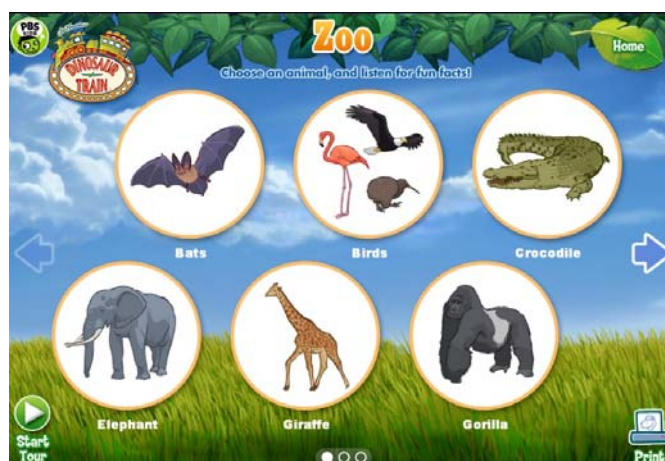 PBS
KIDS
Zoo
Home
DINOSAUR
TRAIN
Choose an animal, and listen for fun facts!
Bats
Birds
Crocodile
Elephant
Giraffe
Gorilla
Start
Tour
Print